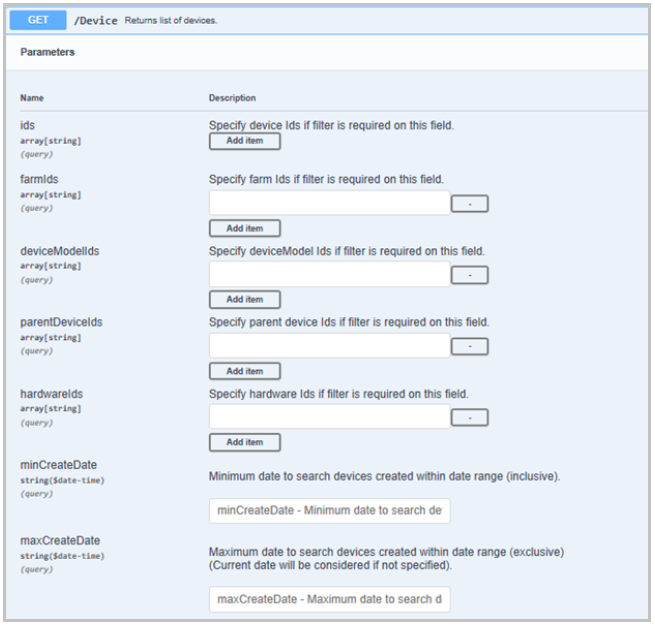 GET /Device Returns list of devices.
Parameters
Name Description
ids Specify device Ids if filter is required on this field.
array[string] Add item
(query)
farmIds Specify farm Ids if filter is required on this field.
array[string]
(query) -
Add item
deviceModelIds Specify deviceModel Ids if filter is required on this field.
array[string]
(query) -
Add item
parentDeviceIds Specify parent device Ids if filter is required on this field.
array[string]
(query) -
Add item
hardwareIds Specify hardware Ids if filter is required on this field.
array[string]
(query) -
Add item
minCreateDate
string($date-time) Minimum date to search devices created within date range (inclusive).
(query)
minCreateDate - Minimum date to search de
maxCreateDate
string($date-time) Maximum date to search devices created within date range (exclusive)
(query) (Current date will be considered if not specified).
maxCreateDate - Maximum date to search d